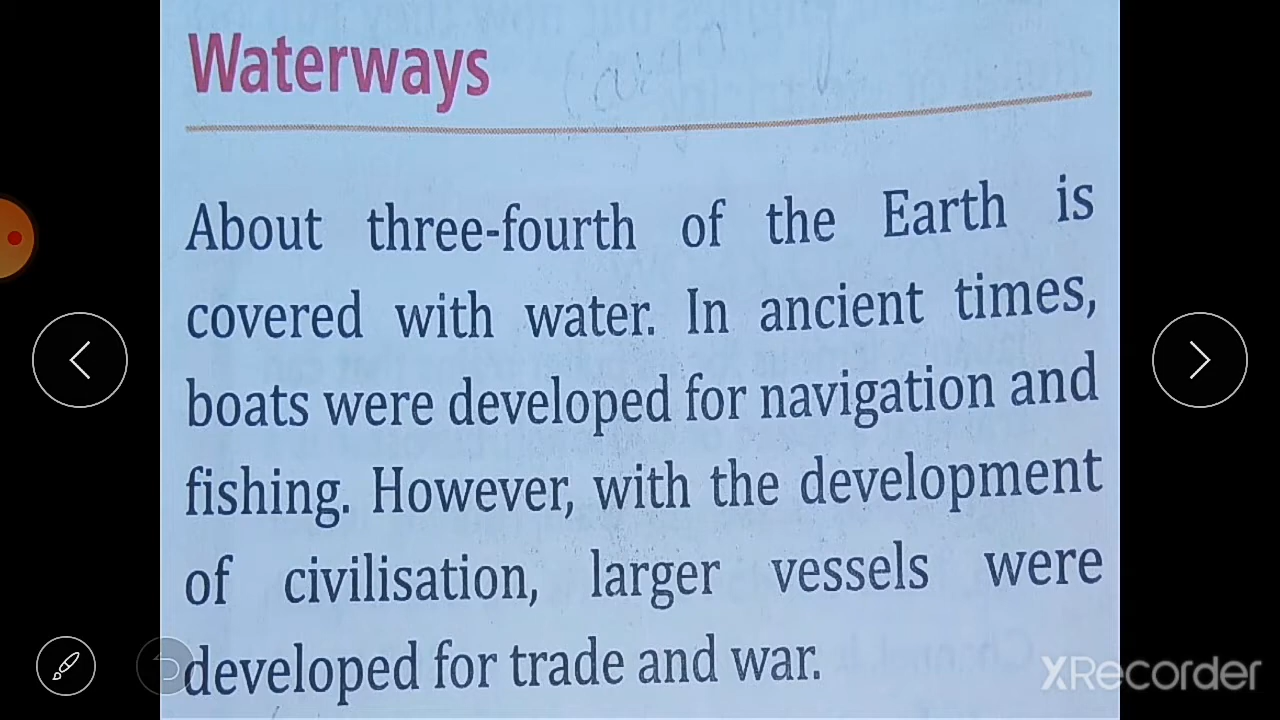 Waterways
About three-fourth of the Earth is
covered with water. In ancient times,
boats were developed for navigation and
fishing. However, with the development
of civilisation, larger vessels were
developed for trade and war.
XRecorder